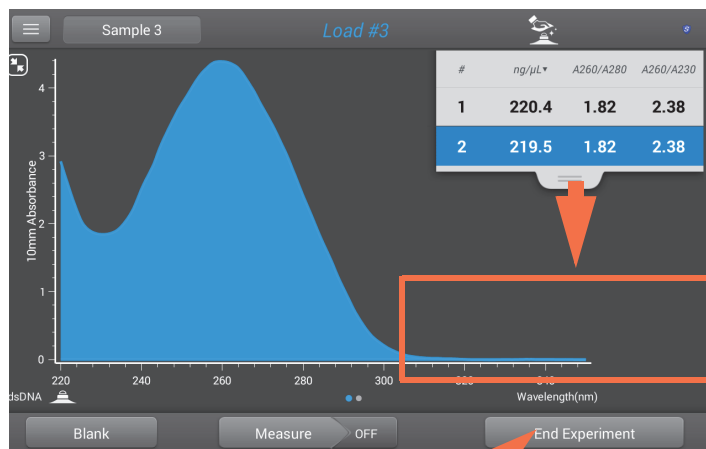 Sample 3
Load #3
S
# ng/µL▾ A260/A280 A260/A230
1 220.4 1.82 2.38
2 219.5 1.82 2.38
10mm Absorbance
4
3
2
1
0
220 240 260 280 300
Wavelength(nm)
dsDNA
Blank
Measure OFF
End Experiment